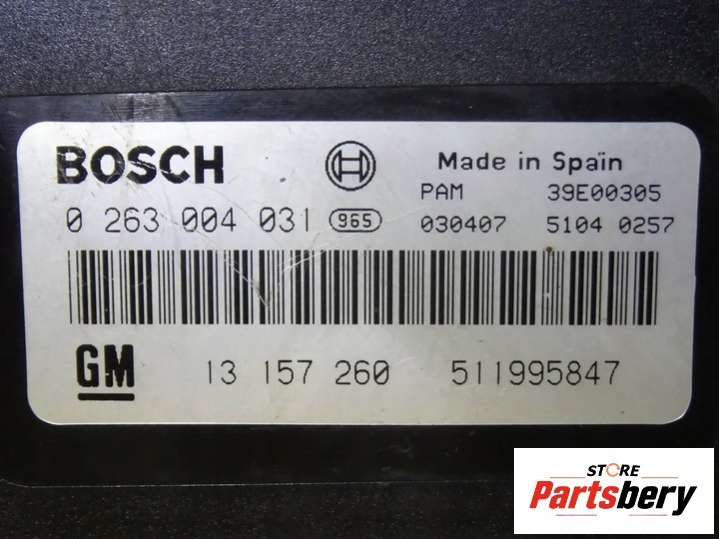 BOSCH Made in Spain
PAM 39E00305
0 263 004 031 965 030407 5104 0257
GM 13 157 260 511995847
STORE
Partsbery